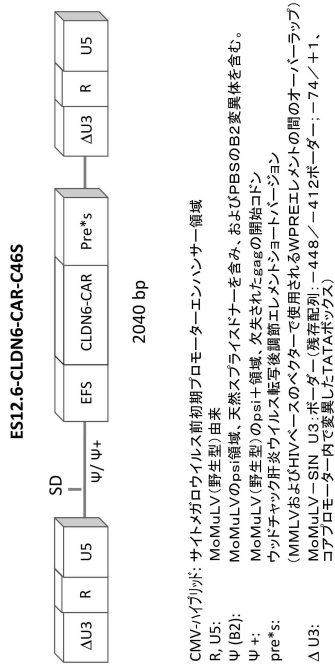 ES12.6-CLDN6-CAR-C46S
ΔU3 R U5
SD
Ψ/ Ψ+
EFS CLDN6-CAR Pre*s
2040 bp
ΔU3 R U5
CMV-ハイブリッド: サイトメガロウイルス前初期プロモーターエンハンサー領域
R, U5: MoMuLV(野生型)由来
Ψ (B2): MoMuLVのpsi領域、天然スプライスドナーを含み、およびPBSのB2変異体を含む。
Ψ +: MoMuLV(野生型)のpsi+領域、欠失されたgagの開始コドン
pre*s: ウッドチャック肝炎ウイルス転写後調節エレメントショートバージョン
(MMLVおよびHIVベースのベクターで使用されるWPREエレメントの間のオーバーラップ)
Δ U3: MoMuLV-SIN U3:ボーダー(残存配列:-448/-412ボーダー;-74/+1、
コアプロモーター内で変異したTATAボックス)